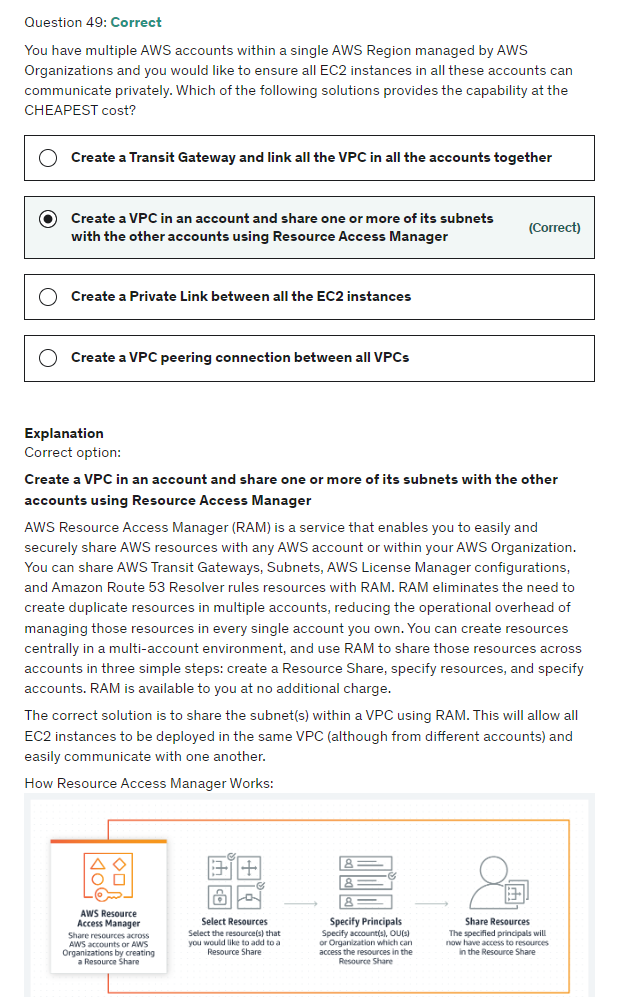 Question 49: Correct
You have multiple AWS accounts within a single AWS Region managed by AWS
Organizations and you would like to ensure all EC2 instances in all these accounts can
communicate privately. Which of the following solutions provides the capability at the
CHEAPEST cost?
Create a Transit Gateway and link all the VPC in all the accounts together
Create a VPC in an account and share one or more of its subnets
with the other accounts using Resource Access Manager
(Correct)
Create a Private Link between all the EC2 instances
Create a VPC peering connection between all VPCs
Explanation
Correct option:
Create a VPC in an account and share one or more of its subnets with the other
accounts using Resource Access Manager
AWS Resource Access Manager (RAM) is a service that enables you to easily and
securely share AWS resources with any AWS account or within your AWS Organization.
You can share AWS Transit Gateways, Subnets, AWS License Manager configurations,
and Amazon Route 53 Resolver rules resources with RAM. RAM eliminates the need to
create duplicate resources in multiple accounts, reducing the operational overhead of
managing those resources in every single account you own. You can create resources
centrally in a multi-account environment, and use RAM to share those resources across
accounts in three simple steps: create a Resource Share, specify resources, and specify
accounts. RAM is available to you at no additional charge.
The correct solution is to share the subnet(s) within a VPC using RAM. This will allow all
EC2 instances to be deployed in the same VPC (although from different accounts) and
easily communicate with one another.
How Resource Access Manager Works:
AWS Resource
Access Manager
Share resources across
AWS accounts or AWS
Organizations by creating
a Resource Share
Select Resources
Select the resource(s) that
you would like to add to a
Resource Share
Specify Principals
Specify account(s), OU(s)
or Organization which can
access the resources in the
Resource Share
Share Resources
The specified principals will
now have access to resources
in the Resource Share